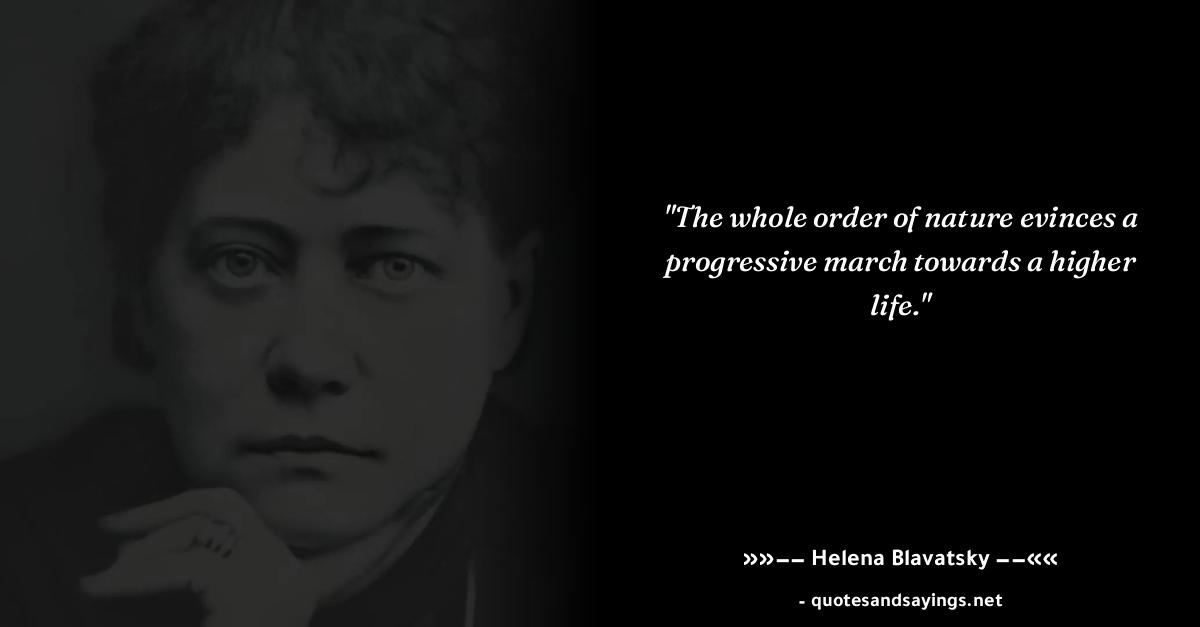 "The whole order of nature evinces a
progressive march towards a higher
life."
»»–– Helena Blavatsky ––««
- quotesandsayings.net